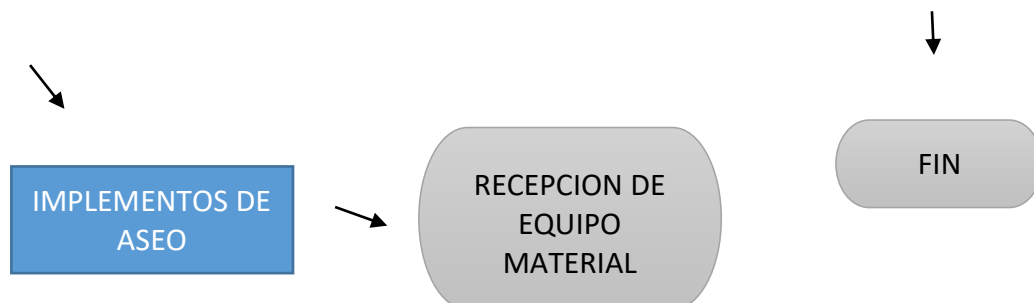 IMPLEMENTOS DE
ASEO
RECEPCION DE
EQUIPO
MATERIAL
FIN